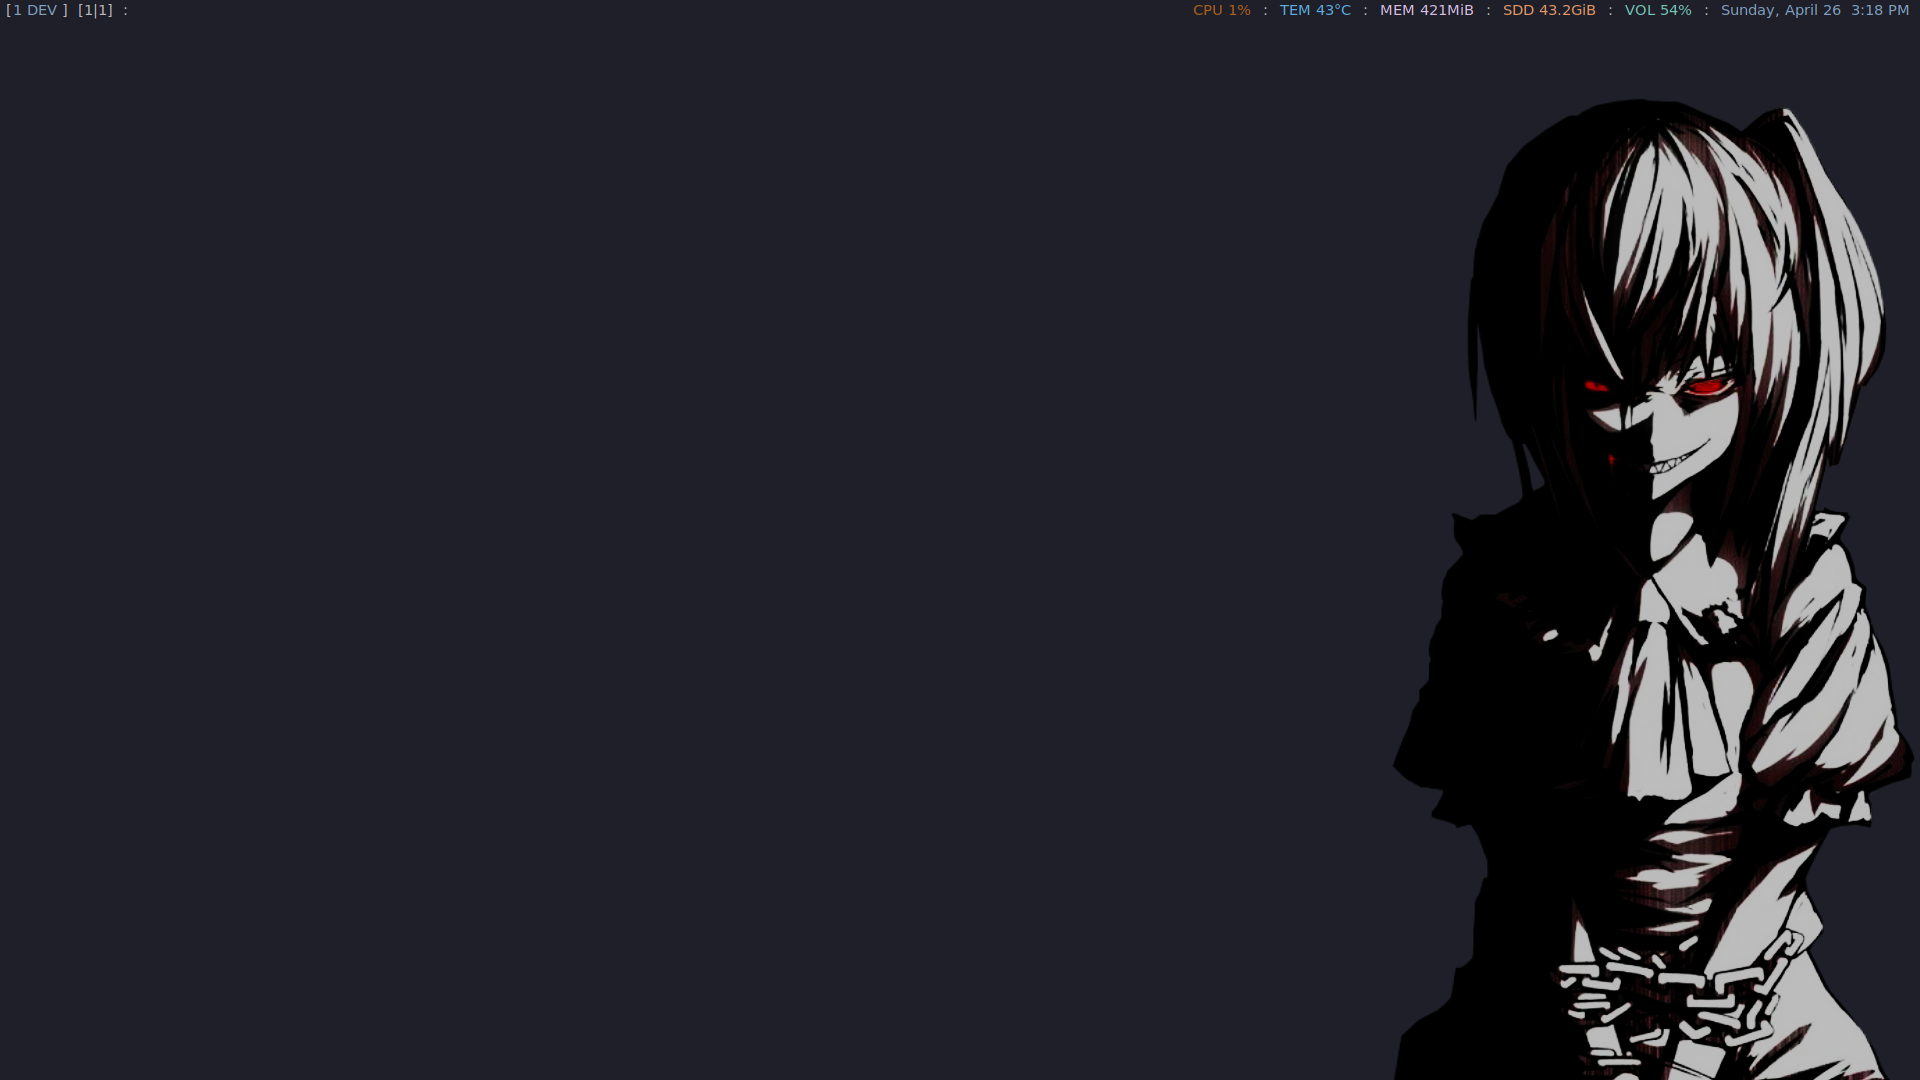 [1 DEV ] [1|1] : CPU 1% : TEM 43°C : MEM 421MiB : SDD 43.2GiB : VOL 54% : Sunday, April 26 3:18 PM